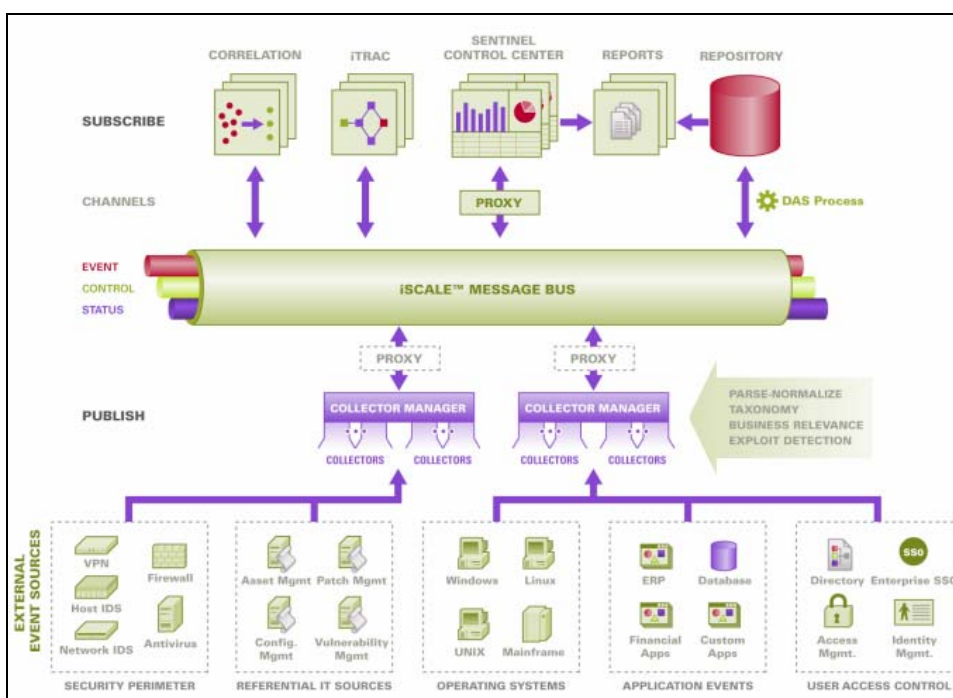 CORRELATION
iTRAC
SENTINEL
CONTROL CENTER
REPORTS
REPOSITORY
SUBSCRIBE
CHANNELS
PROXY
DAS Process
EVENT
CONTROL
STATUS
iSCALE™ MESSAGE BUS
PROXY
PROXY
PUBLISH
COLLECTOR MANAGER
COLLECTOR MANAGER
COLLECTORS
COLLECTORS
COLLECTORS
COLLECTORS
PARSE-NORMALIZE
TAXONOMY
BUSINESS RELEVANCE
EXPLOIT DETECTION
EXTERNAL
EVENT SOURCES
VPN
Firewall
Host IDS
Network IDS
Antivirus
SECURITY PERIMETER
Asset Mgmt
Patch Mgmt
Config.
Mgmt
Vulnerability
Mgmt
REFERENTIAL IT SOURCES
Windows
Linux
UNIX
Mainframe
OPERATING SYSTEMS
ERP
Database
Financial
Apps
Custom
Apps
APPLICATION EVENTS
SSO
Directory
Enterprise SSO
Access
Mgmt.
Identity
Mgmt.
USER ACCESS CONTROL